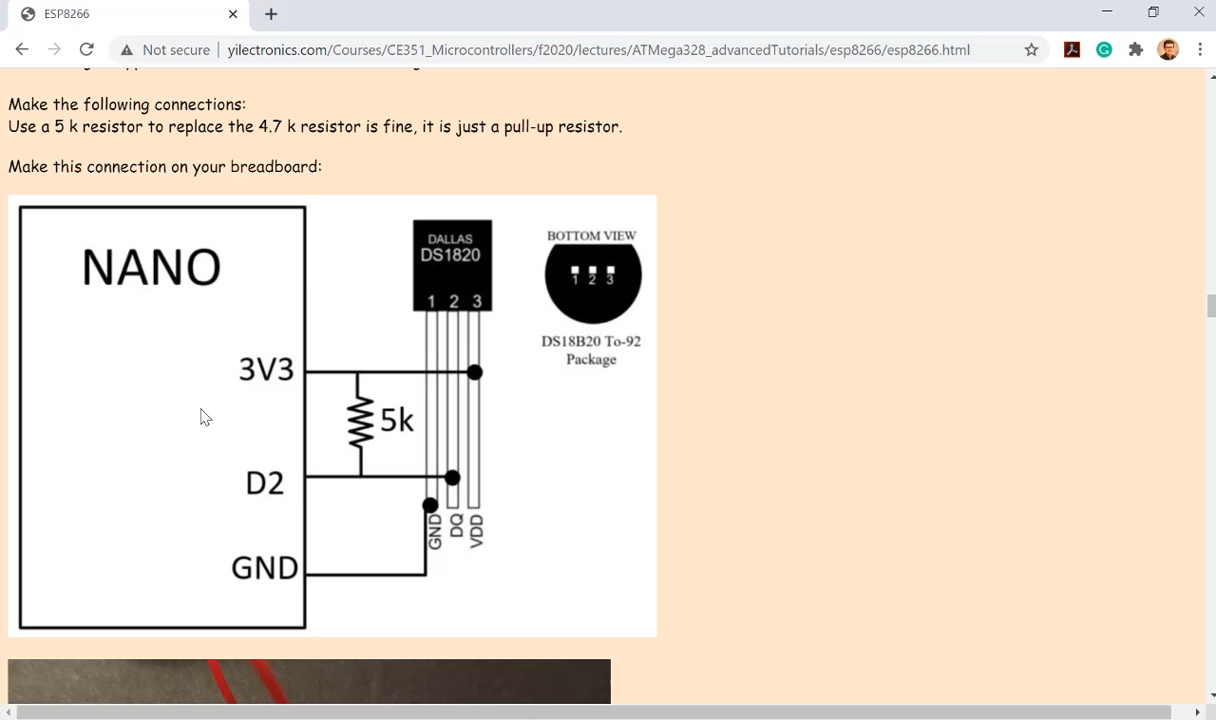 ESP8266
Not secure
yilectronics.com/Courses/CE351_Microcontrollers/f2020/lectures/ATMega328_advancedTutorials/esp8266/esp8266.html
Make the following connections:
Use a 5 k resistor to replace the 4.7 k resistor is fine, it is just a pull-up resistor.
Make this connection on your breadboard:
NANO
3V3
D2
GND
5k
DALLAS
DS1820
1 2 3
GND
DQ
VDD
BOTTOM VIEW
1 2 3
DS18B20 To-92
Package